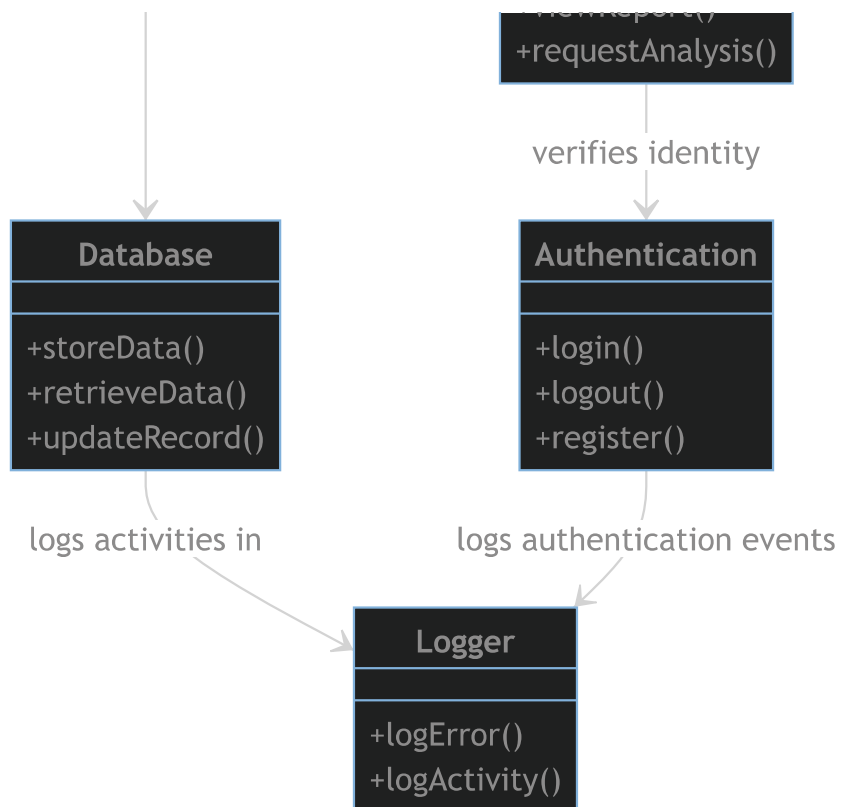 +requestAnalysis()
verifies identity
Database
+storeData()
+retrieveData()
+updateRecord()
Authentication
+login()
+logout()
+register()
logs activities in
logs authentication events
Logger
+logError()
+logActivity()